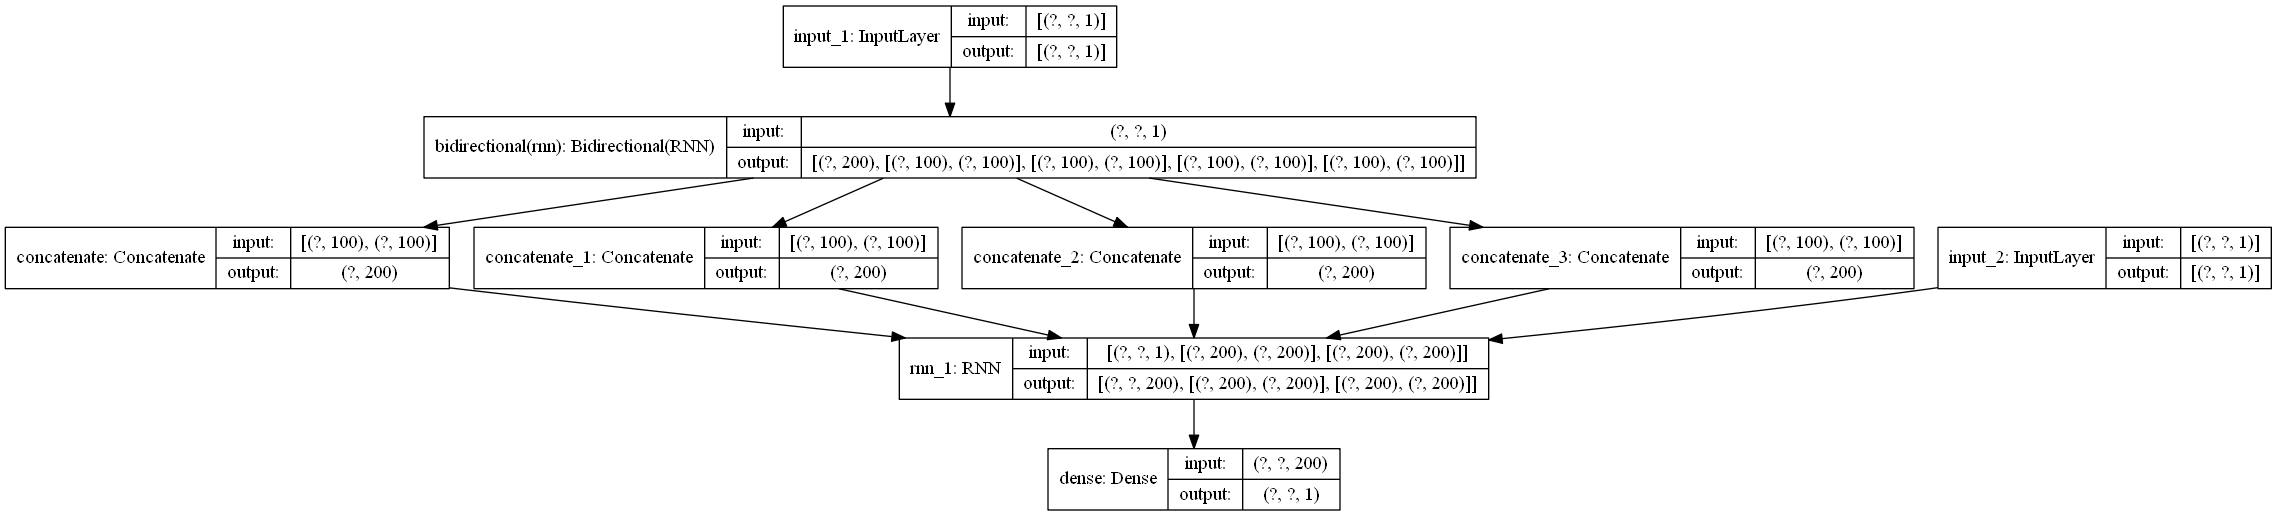 input_1: InputLayer
input:
[(?, ?, 1)]
output:
[(?, ?, 1)]
bidirectional(rnn): Bidirectional(RNN)
input:
(?, ?, 1)
output:
[(?, 200), [(?, 100), (?, 100)], [(?, 100), (?, 100)], [(?, 100), (?, 100)], [(?, 100), (?, 100)]]
concatenate: Concatenate
input:
[(?, 100), (?, 100)]
output:
(?, 200)
concatenate_1: Concatenate
input:
[(?, 100), (?, 100)]
output:
(?, 200)
concatenate_2: Concatenate
input:
[(?, 100), (?, 100)]
output:
(?, 200)
concatenate_3: Concatenate
input:
[(?, 100), (?, 100)]
output:
(?, 200)
input_2: InputLayer
input:
[(?, ?, 1)]
output:
[(?, ?, 1)]
rnn_1: RNN
input:
[(?, ?, 1), [(?, 200), (?, 200)], [(?, 200), (?, 200)]]
output:
[(?, ?, 200), [(?, 200), (?, 200)], [(?, 200), (?, 200)]]
dense: Dense
input:
(?, ?, 200)
output:
(?, ?, 1)